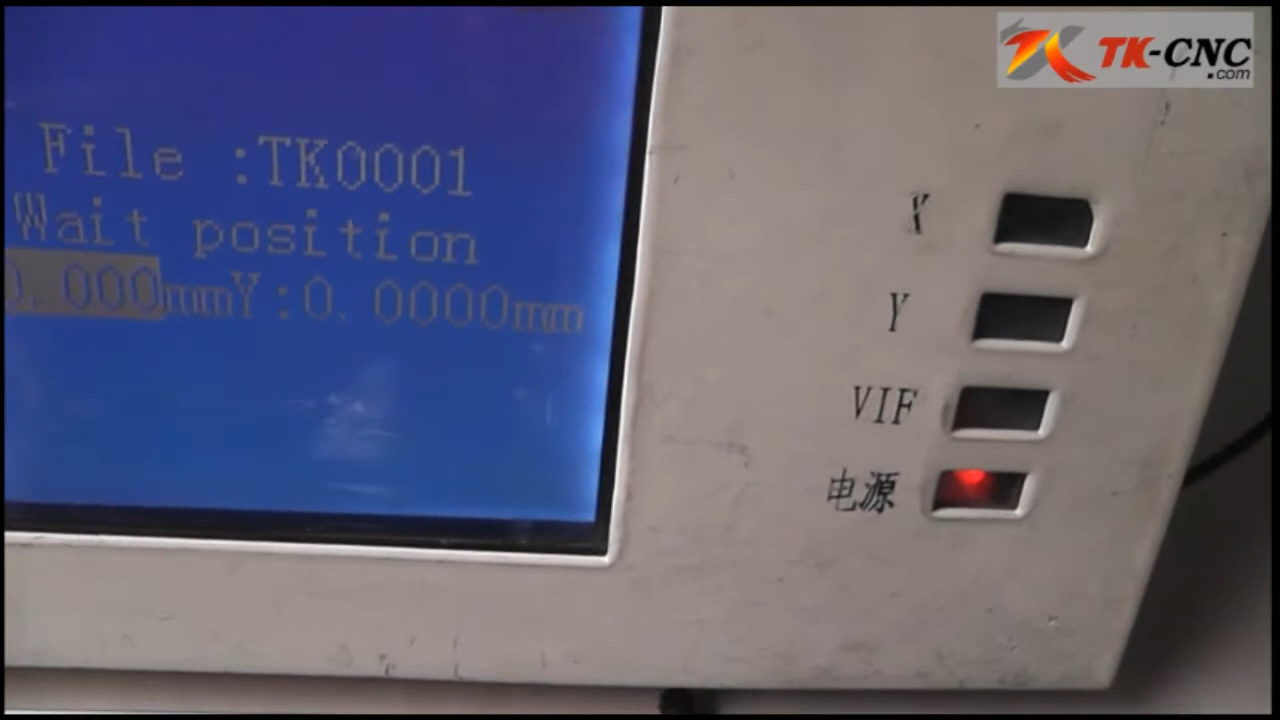 File :TK0001
Wait position
0.000mmY:0.0000mm
X
Y
VIF
电源
TK-CNC
.com